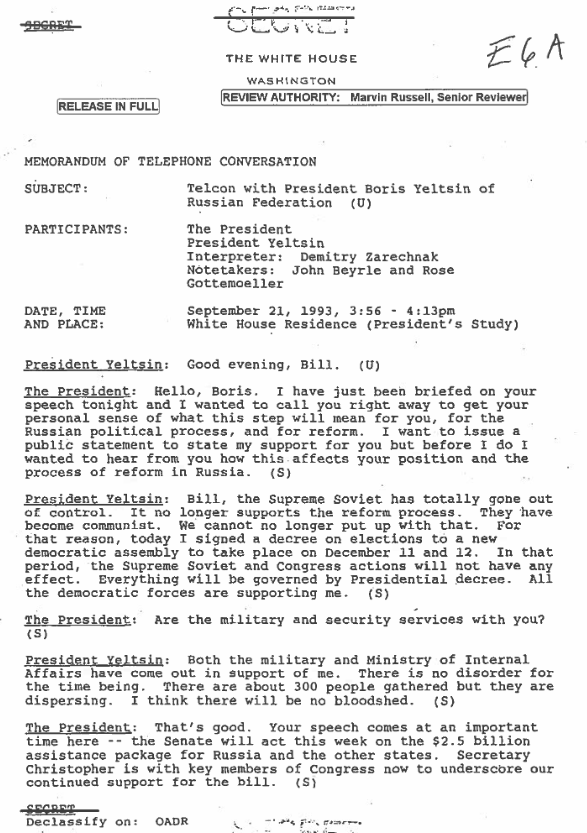 SECRET
SECRET
THE WHITE HOUSE
WASHINGTON
E6A
REVIEW AUTHORITY: Marvin Russell, Senior Reviewer
RELEASE IN FULL
MEMORANDUM OF TELEPHONE CONVERSATION
SUBJECT: Telcon with President Boris Yeltsin of
Russian Federation (U)
PARTICIPANTS: The President
President Yeltsin
Interpreter: Demitry Zarechnak
Notetakers: John Beyrle and Rose
Gottemoeller
DATE, TIME September 21, 1993, 3:56 - 4:13pm
AND PLACE: White House Residence (President's Study)
President Yeltsin: Good evening, Bill. (U)
The President: Hello, Boris. I have just been briefed on your
speech tonight and I wanted to call you right away to get your
personal sense of what this step will mean for you, for the
Russian political process, and for reform. I want to issue a
public statement to state my support for you but before I do I
wanted to hear from you how this affects your position and the
process of reform in Russia. (S)
President Yeltsin: Bill, the Supreme Soviet has totally gone out
of control. It no longer supports the reform process. They have
become communist. We cannot no longer put up with that. For
that reason, today I signed a decree on elections to a new
democratic assembly to take place on December 11 and 12. In that
period, the Supreme Soviet and Congress actions will not have any
effect. Everything will be governed by Presidential decree. All
the democratic forces are supporting me. (S)
The President: Are the military and security services with you?
(S)
President Yeltsin: Both the military and Ministry of Internal
Affairs have come out in support of me. There is no disorder for
the time being. There are about 300 people gathered but they are
dispersing. I think there will be no bloodshed. (S)
The President: That's good. Your speech comes at an important
time here -- the Senate will act this week on the $2.5 billion
assistance package for Russia and the other states. Secretary
Christopher is with key members of Congress now to underscore our
continued support for the bill. (S)
SECRET
Declassify on: OADR